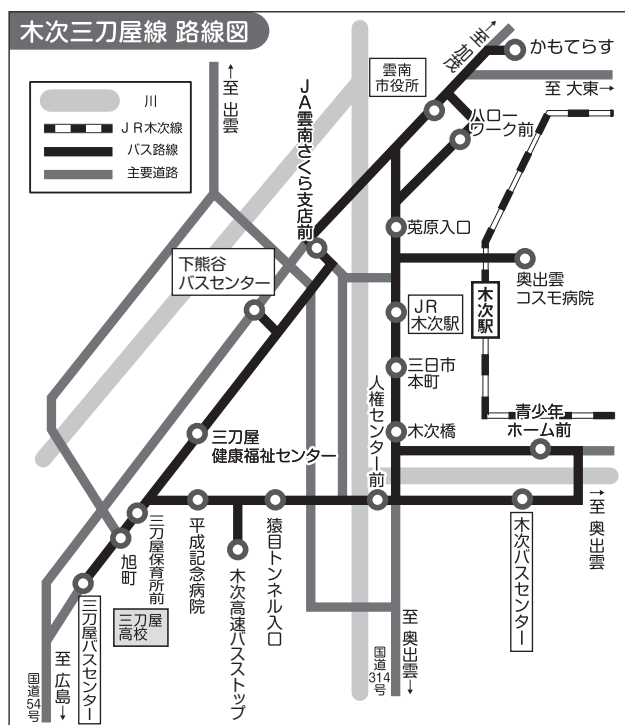 木次三刀屋線 路線図
川
JR木次線
バス路線
主要道路
↑至 出雲
JA雲南さくら支店前
雲南
市役所
↑至 加茂
かもてらす
至 大東→
ハロー
ワーク前
菟原入口
奥出雲
コスモ病院
下熊谷
バスセンター
JR
木次駅
木次駅
三日市
本町
人権センター前
木次橋
青少年
ホーム前
三刀屋
健康福祉センター
→至 奥出雲
三刀屋保育所前
旭町
平成記念病院
猿目トンネル入口
木次バスセンター
三刀屋
高校
木次高速バスストップ
三刀屋バスセンター
至 広島↓
国道54号
国道314号
至 奥出雲↓